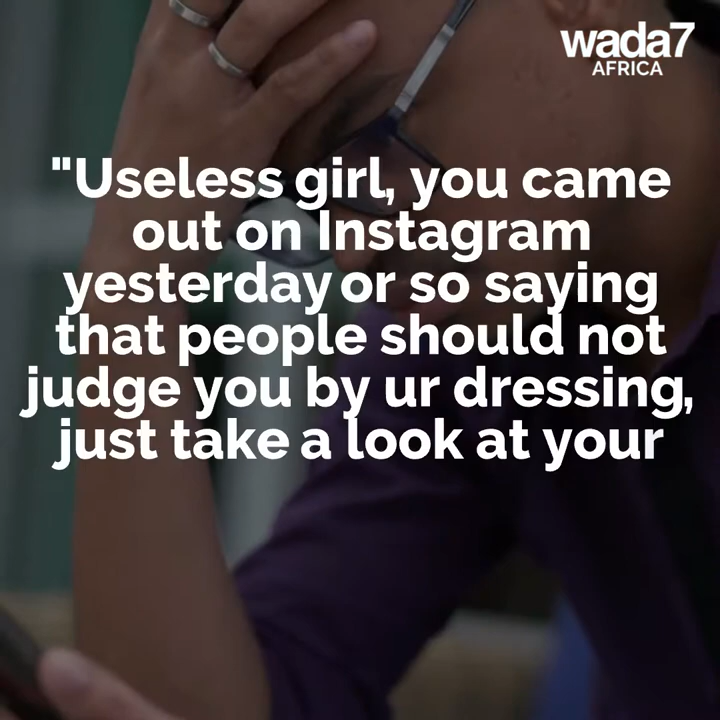 wada7
AFRICA
"Useless girl, you came
out on Instagram
yesterday or so saying
that people should not
judge you by ur dressing,
just take a look at your